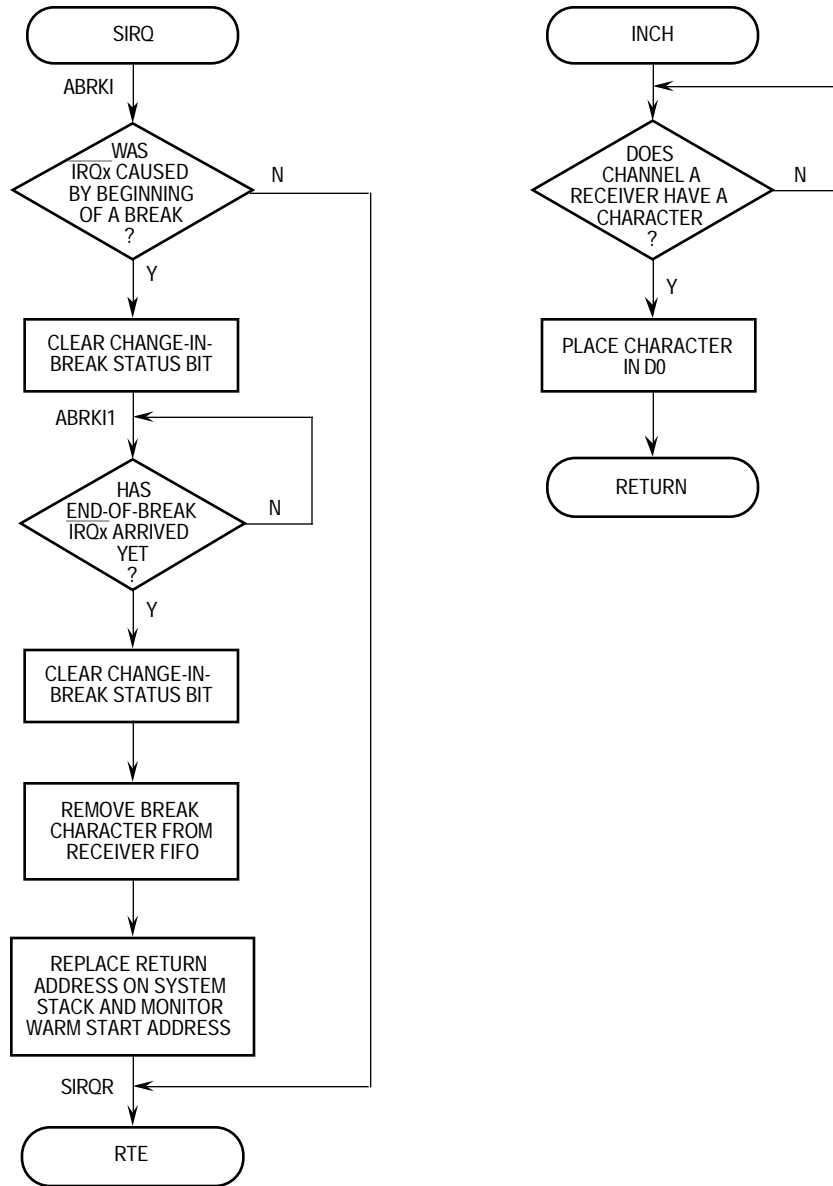 SIRQ
ABRKI
WAS
IRQx CAUSED
BY BEGINNING
OF A BREAK
?
N
Y
CLEAR CHANGE-IN-
BREAK STATUS BIT
ABRKI1
HAS
END-OF-BREAK
IRQx ARRIVED
YET
?
N
Y
CLEAR CHANGE-IN-
BREAK STATUS BIT
REMOVE BREAK
CHARACTER FROM
RECEIVER FIFO
REPLACE RETURN
ADDRESS ON SYSTEM
STACK AND MONITOR
WARM START ADDRESS
SIRQR
RTE
INCH
DOES
CHANNEL A
RECEIVER HAVE A
CHARACTER
?
N
Y
PLACE CHARACTER
IN D0
RETURN